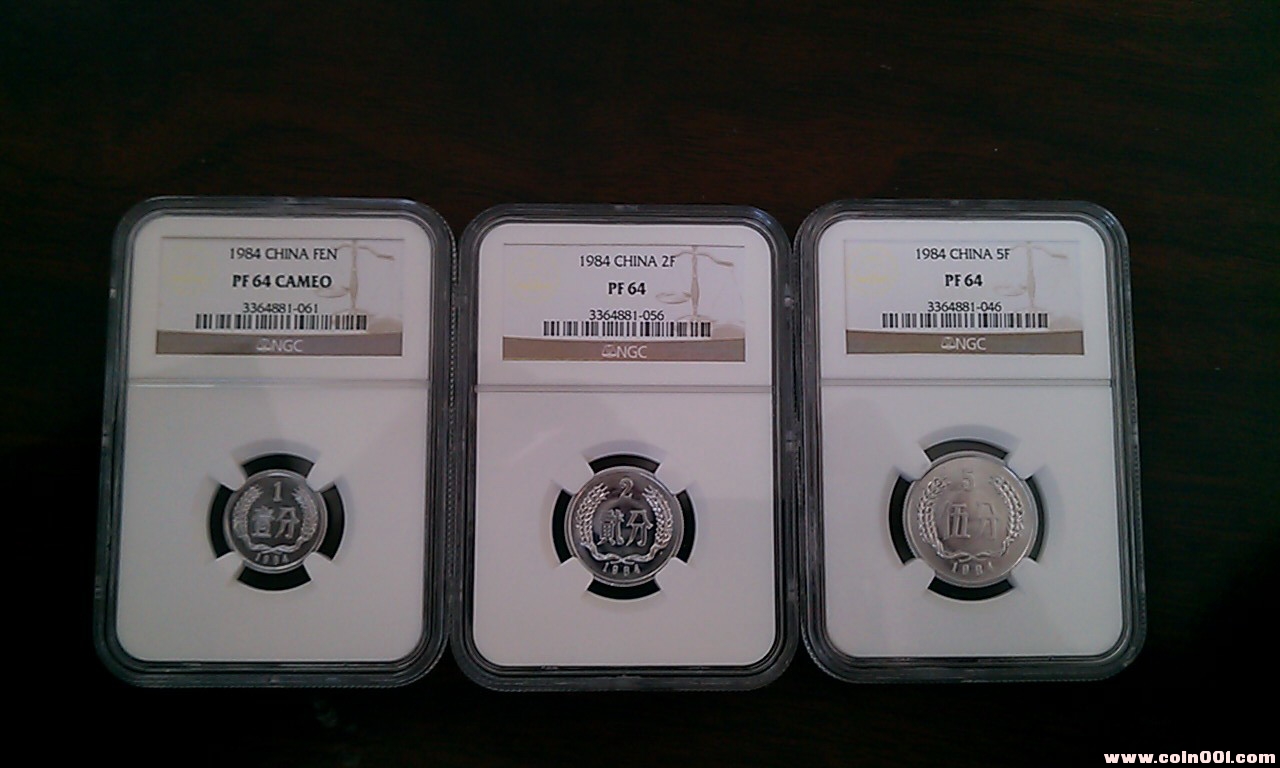 1984 CHINA FEN
PF 64 CAMEO
3364881-061
NGC
1
壹分
1984
1984 CHINA 2F
PF 64
3364881-056
NGC
2
贰分
1984
1984 CHINA 5F
PF 64
3364881-046
NGC
5
伍分
1984
www.coin001.com